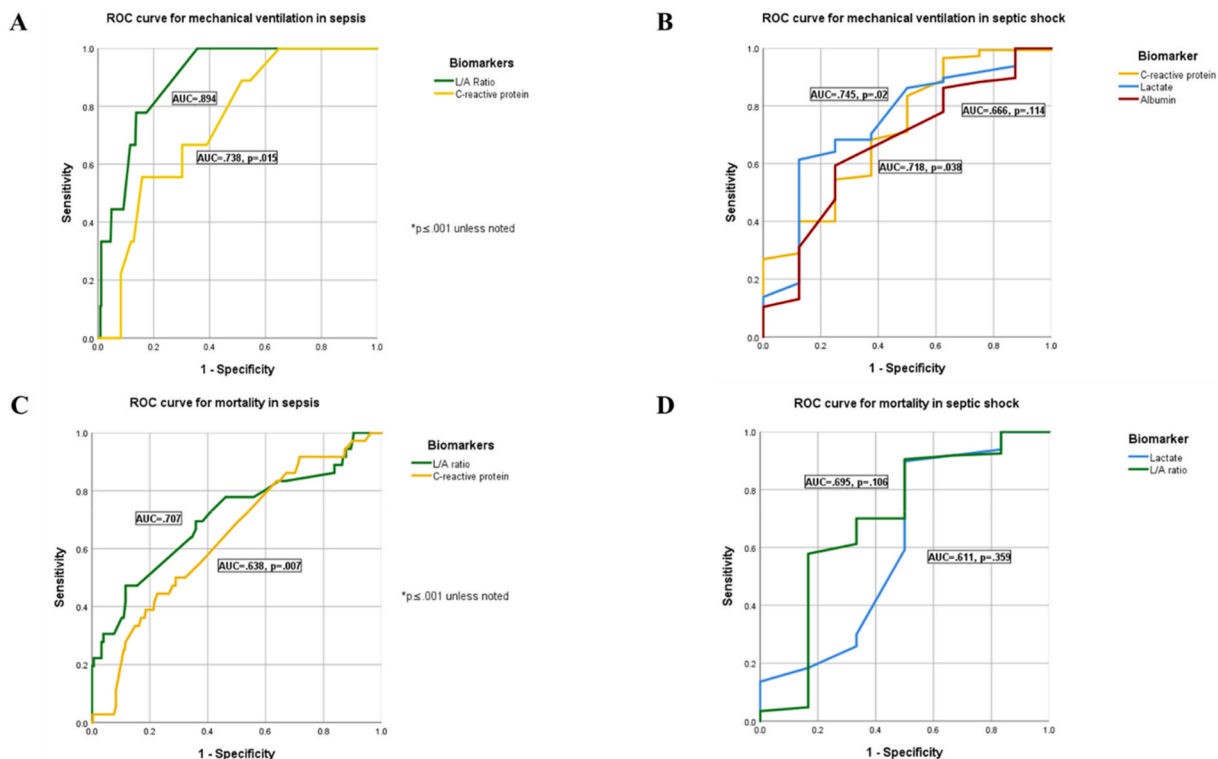 A
ROC curve for mechanical ventilation in sepsis
Sensitivity
1.0
0.8
0.6
0.4
0.2
0.0
AUC=.894
AUC=.738, p=.015
0.0 0.2 0.4 0.6 0.8 1.0
1 - Specificity
Biomarkers
L/A Ratio
C-reactive protein
*p≤.001 unless noted
B
ROC curve for mechanical ventilation in septic shock
Sensitivity
1.0
0.8
0.6
0.4
0.2
0.0
AUC=.745, p=.02
AUC=.666, p=.114
AUC=.718, p=.038
0.0 0.2 0.4 0.6 0.8 1.0
1 - Specificity
Biomarker
C-reactive protein
Lactate
Albumin
C
ROC curve for mortality in sepsis
Sensitivity
1.0
0.8
0.6
0.4
0.2
0.0
AUC=.707
AUC=.638, p=.007
0.0 0.2 0.4 0.6 0.8 1.0
1 - Specificity
Biomarkers
L/A ratio
C-reactive protein
*p≤.001 unless noted
D
ROC curve for mortality in septic shock
Sensitivity
1.0
0.8
0.6
0.4
0.2
0.0
AUC=.695, p=.106
AUC=.611, p=.359
0.0 0.2 0.4 0.6 0.8 1.0
1 - Specificity
Biomarker
Lactate
L/A ratio